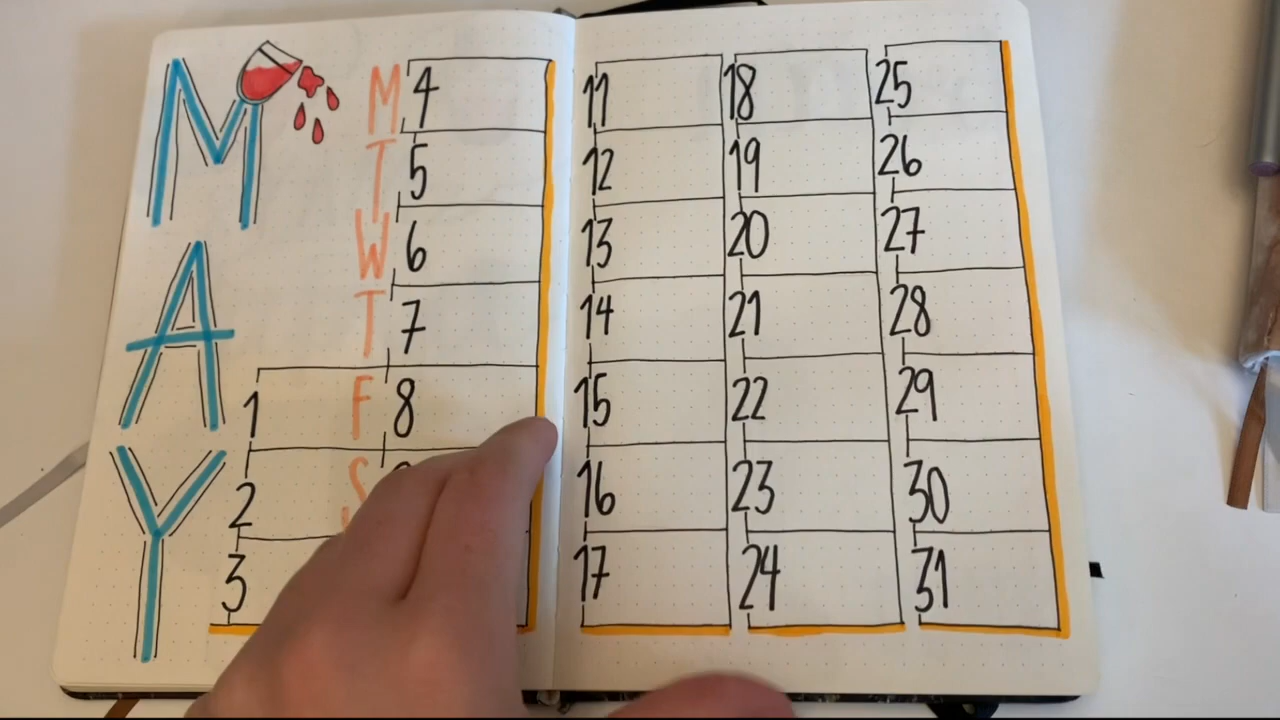 MAY
M 4 11 18 25
T 5 12 19 26
W 6 13 20 27
T 7 14 21 28
1 F 8 15 22 29
2 S 16 23 30
3 17 24 31